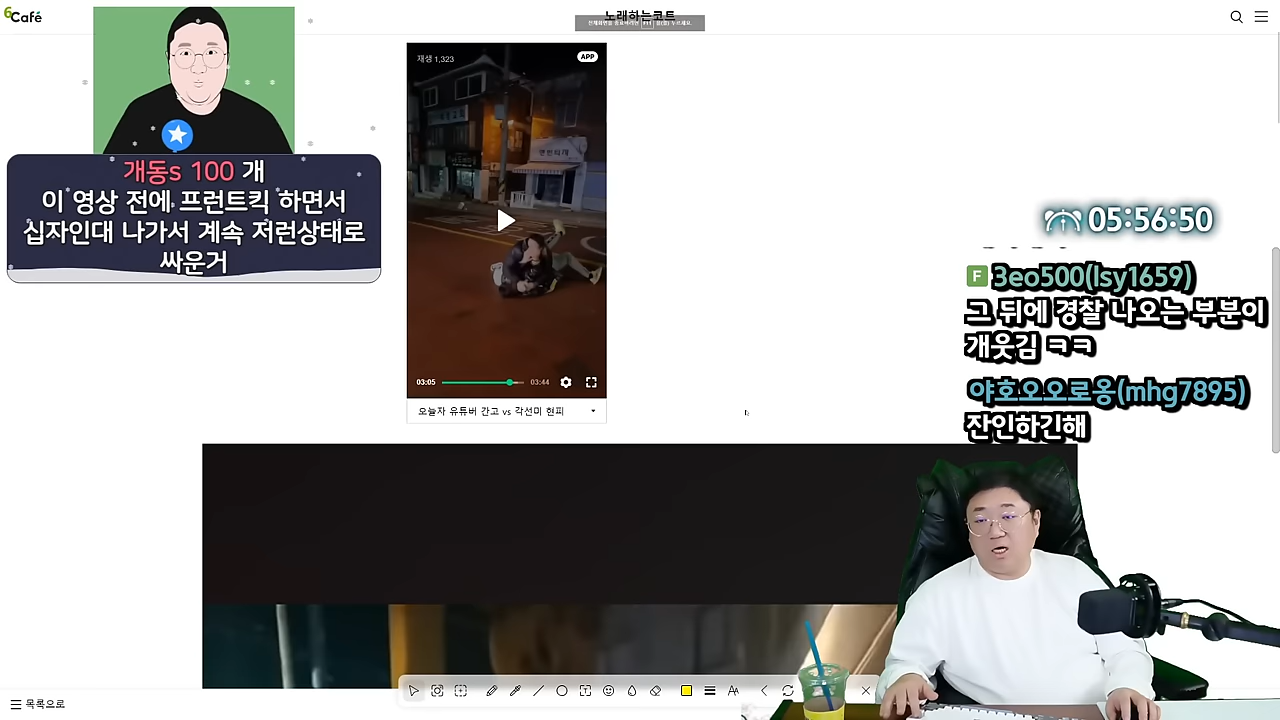 Café
노래하는코트
재생 1,323
APP
개동s 100 개
이 영상 전에 프런트킥 하면서
십자인대 나가서 계속 저런상태로
싸운거
03:05
03:44
오늘자 유튜버 간고 vs 각선미 현피
05:56:50
F 3eo500(lsy1659)
그 뒤에 경찰 나오는 부분이
개웃김 ㅋㅋ
야호오오로옹(mhg7895)
잔인하긴해
목록으로